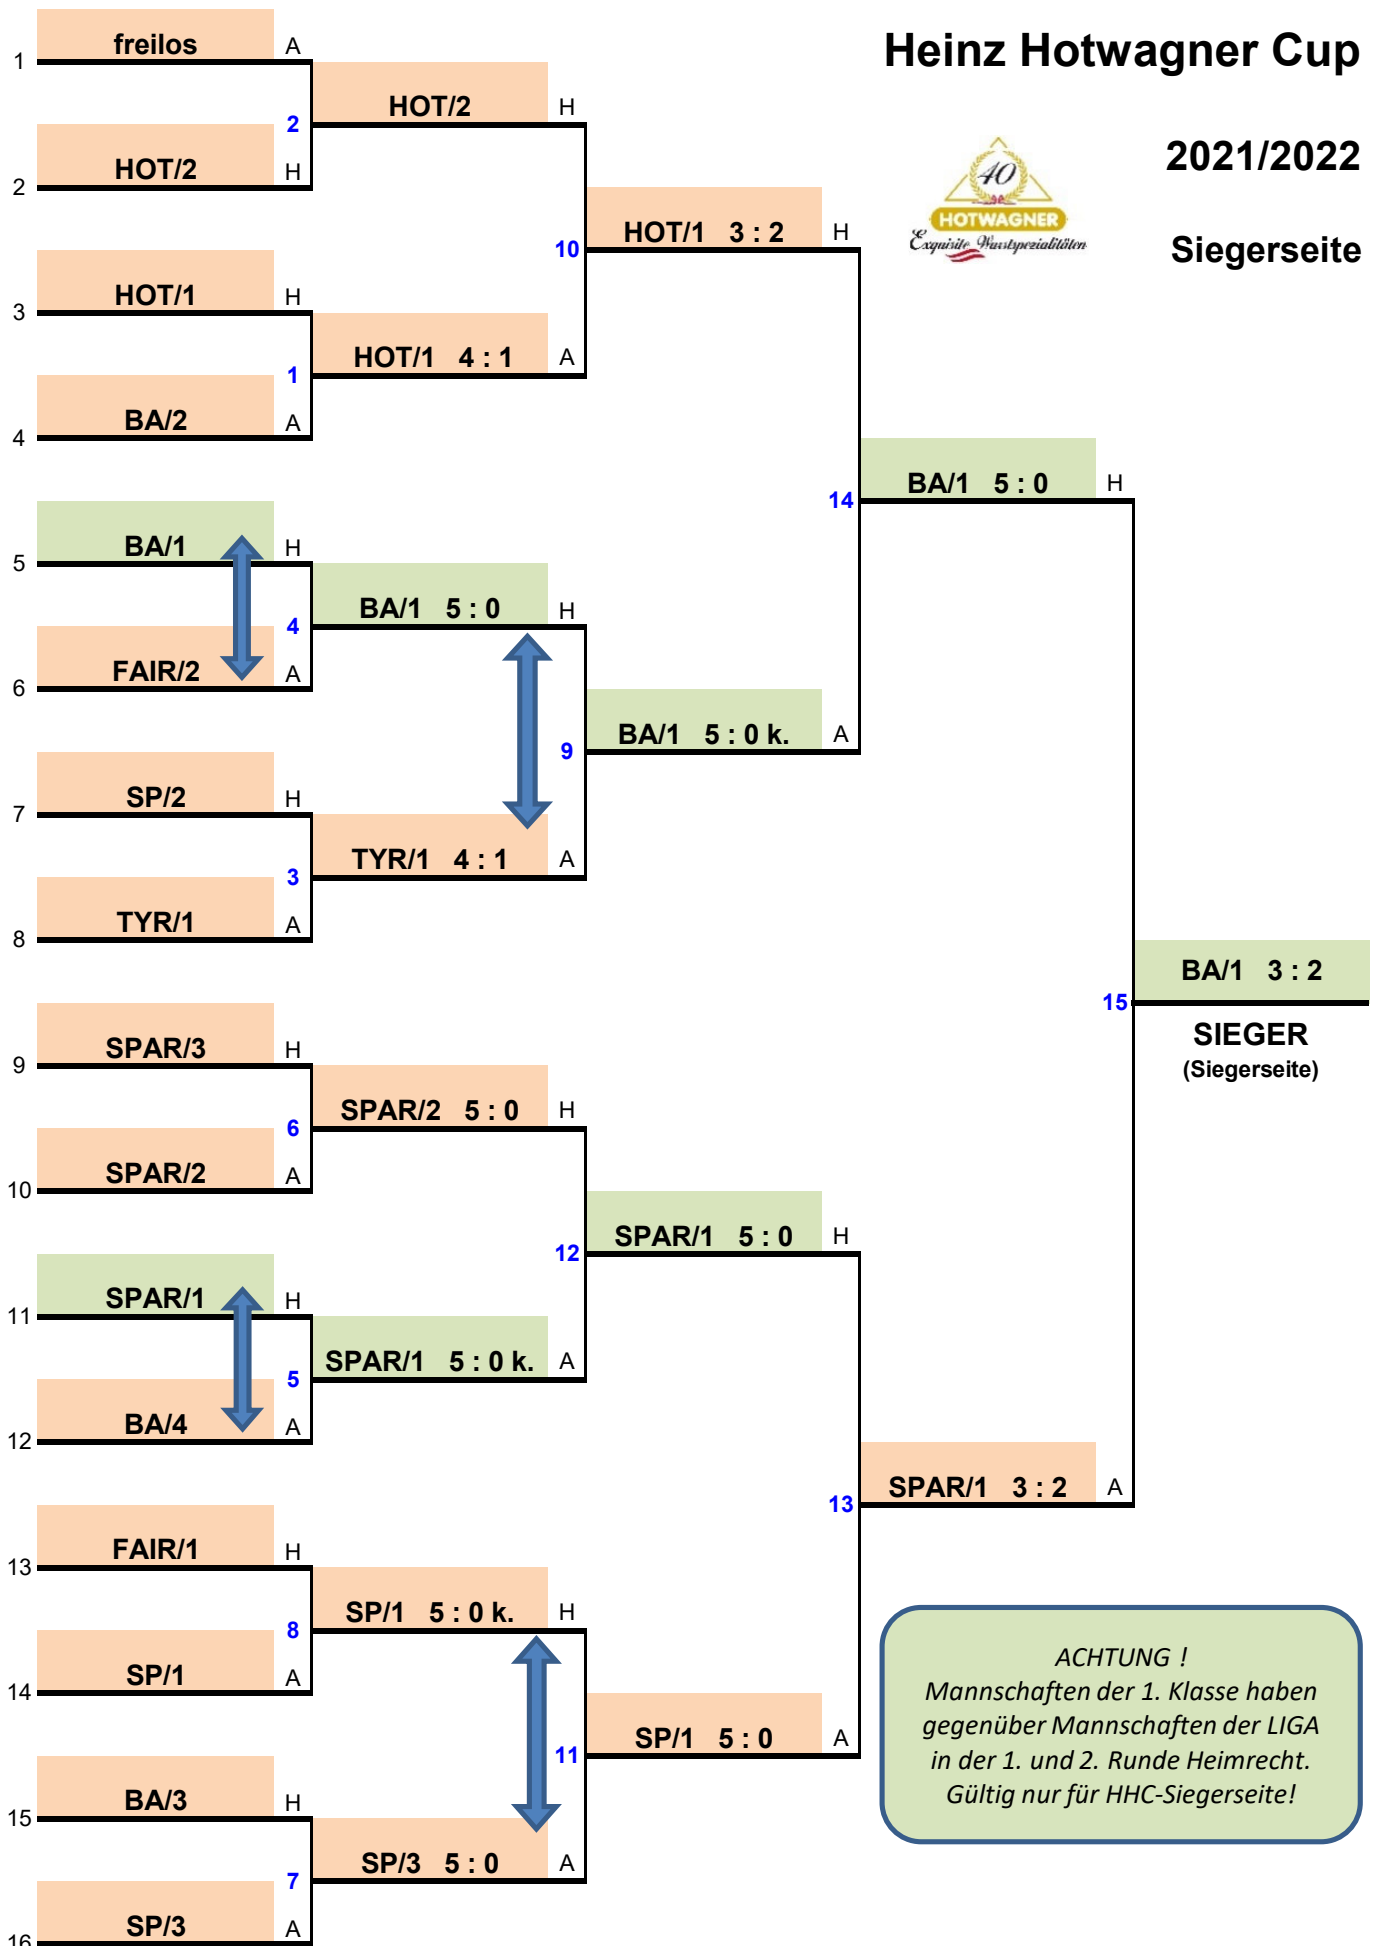 Heinz Hotwagner Cup
2021/2022
Siegerseite
40
HOTWAGNER
Exquisite Wurstspezialitäten
1 freilos A
HOT/2 H
2
2 HOT/2 H
HOT/1 3 : 2 H
10
3 HOT/1 H
HOT/1 4 : 1 A
1
4 BA/2 A
BA/1 5 : 0 H
14
5 BA/1 H
BA/1 5 : 0 H
4
6 FAIR/2 A
BA/1 5 : 0 k. A
9
7 SP/2 H
TYR/1 4 : 1 A
3
8 TYR/1 A
BA/1 3 : 2
15
SIEGER
(Siegerseite)
9 SPAR/3 H
SPAR/2 5 : 0 H
6
10 SPAR/2 A
SPAR/1 5 : 0 H
12
11 SPAR/1 H
SPAR/1 5 : 0 k. A
5
12 BA/4 A
SPAR/1 3 : 2 A
13
13 FAIR/1 H
SP/1 5 : 0 k. H
8
14 SP/1 A
SP/1 5 : 0 A
11
15 BA/3 H
SP/3 5 : 0 A
7
16 SP/3 A
ACHTUNG !
Mannschaften der 1. Klasse haben
gegenüber Mannschaften der LIGA
in der 1. und 2. Runde Heimrecht.
Gültig nur für HHC-Siegerseite!